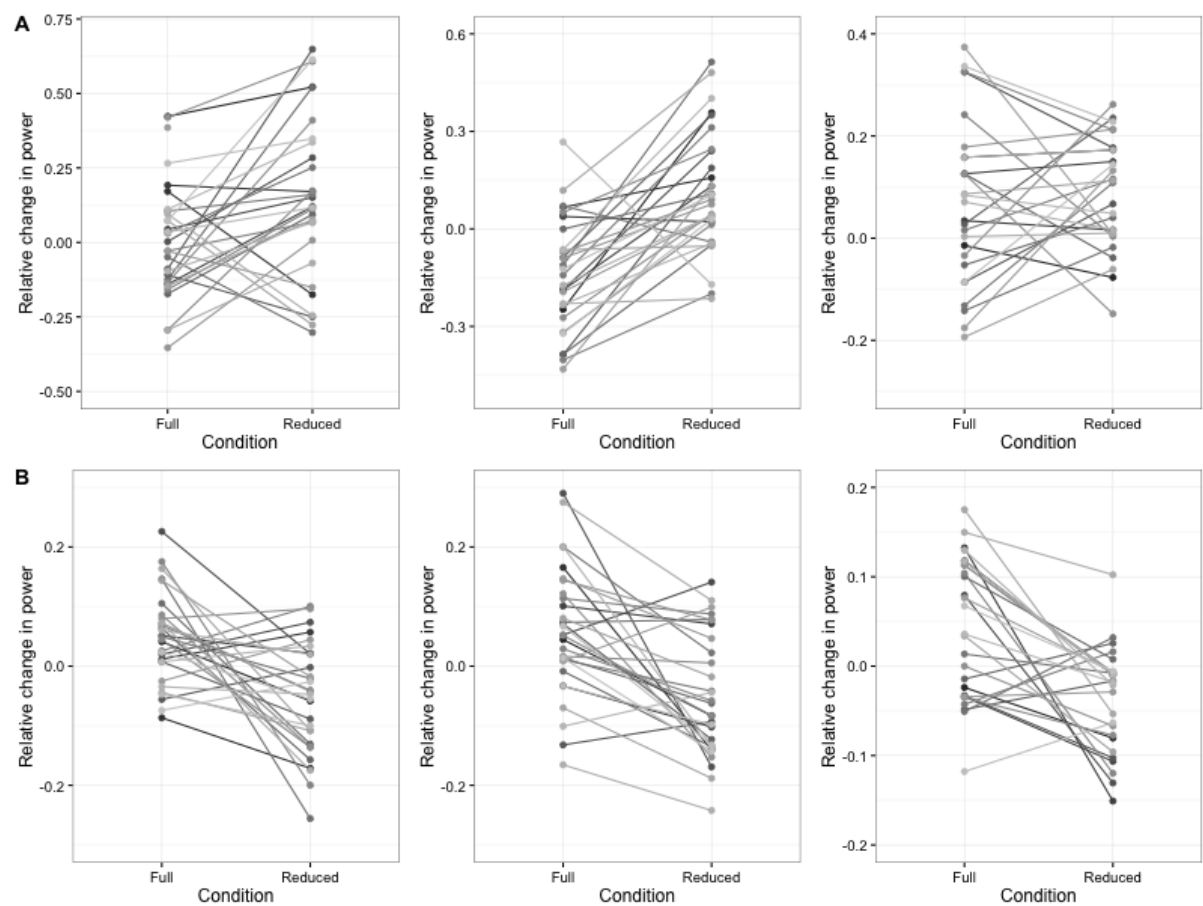 A
Relative change in power
0.75
0.50
0.25
0.00
-0.25
-0.50
Full
Reduced
Condition
Relative change in power
0.6
0.3
0.0
-0.3
Full
Reduced
Condition
Relative change in power
0.4
0.2
0.0
-0.2
Full
Reduced
Condition
B
Relative change in power
0.2
0.0
-0.2
Full
Reduced
Condition
Relative change in power
0.2
0.0
-0.2
Full
Reduced
Condition
Relative change in power
0.2
0.1
0.0
-0.1
-0.2
Full
Reduced
Condition